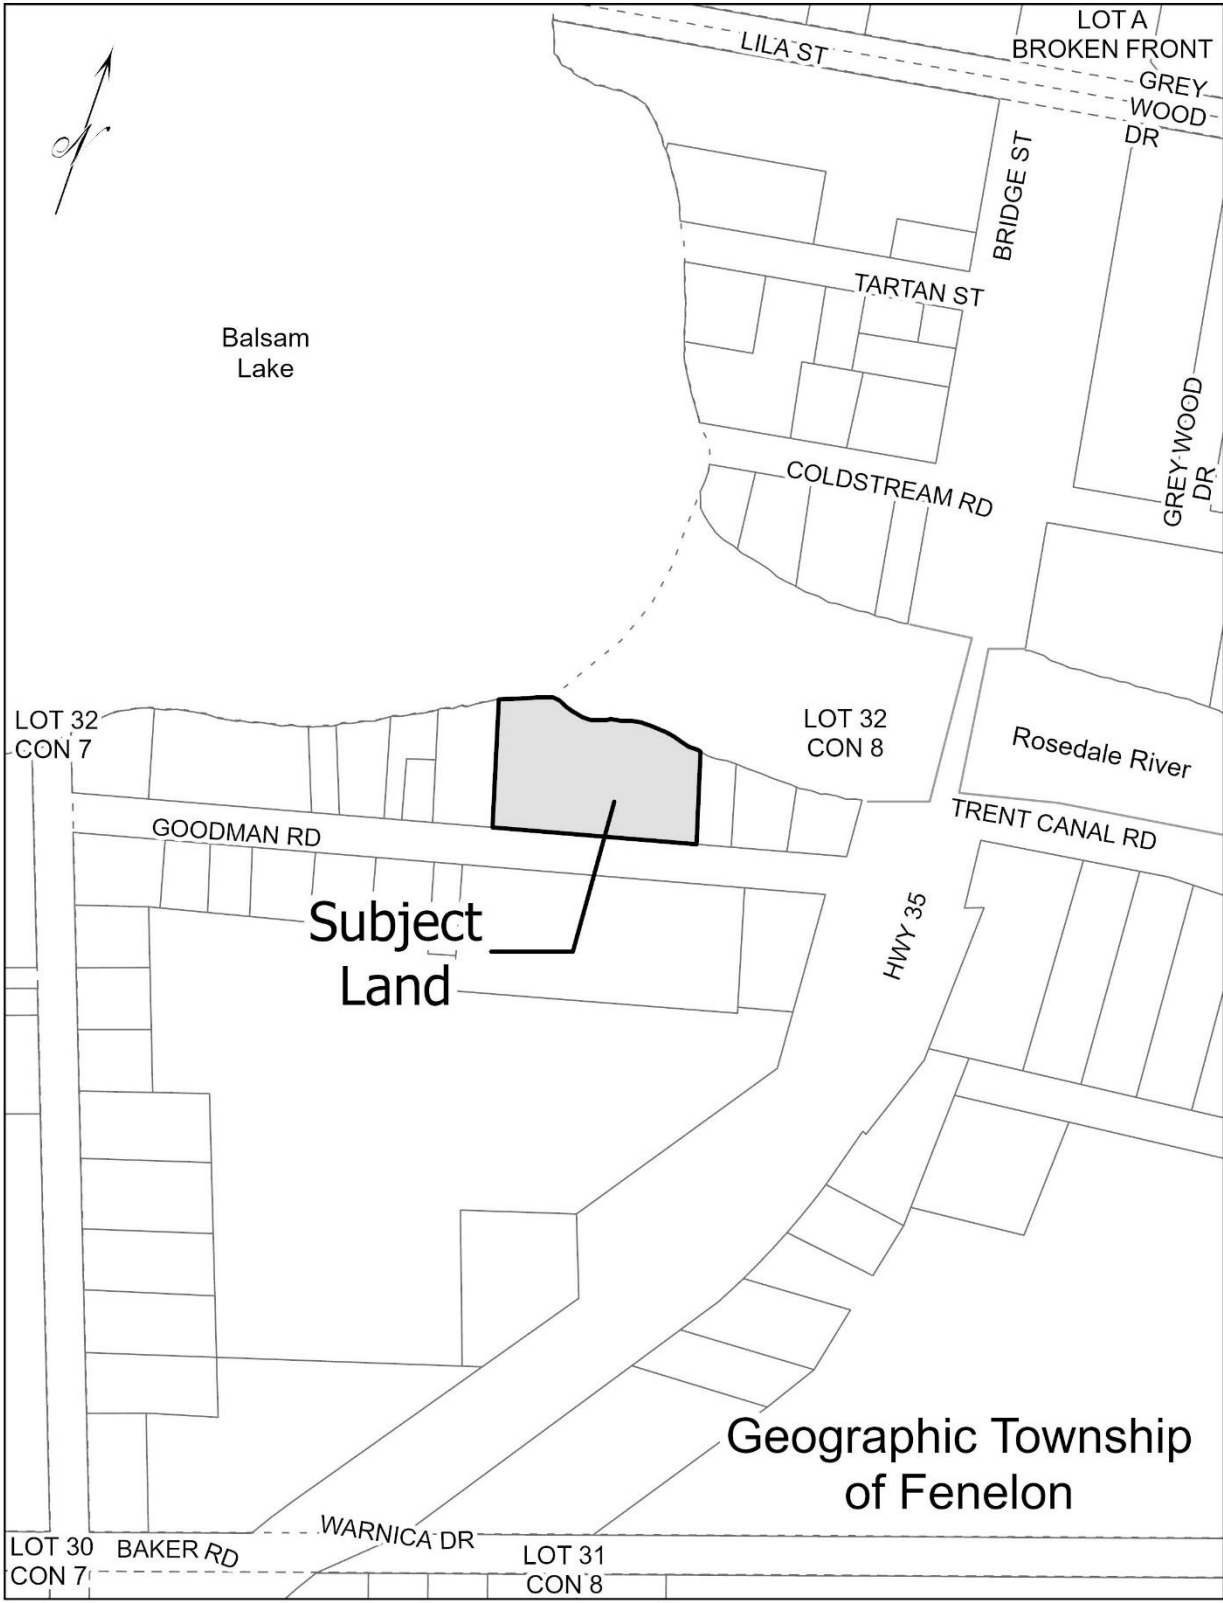 LOT A
BROKEN FRONT
LILA ST
GREY
WOOD
DR
BRIDGE ST
TARTAN ST
Balsam
Lake
GREY WOOD
DR
COLDSTREAM RD
LOT 32
CON 7
LOT 32
CON 8
Rosedale River
TRENT CANAL RD
GOODMAN RD
HWY 35
Subject
Land
Geographic Township
of Fenelon
WARNICA DR
LOT 30
CON 7
BAKER RD
LOT 31
CON 8
N